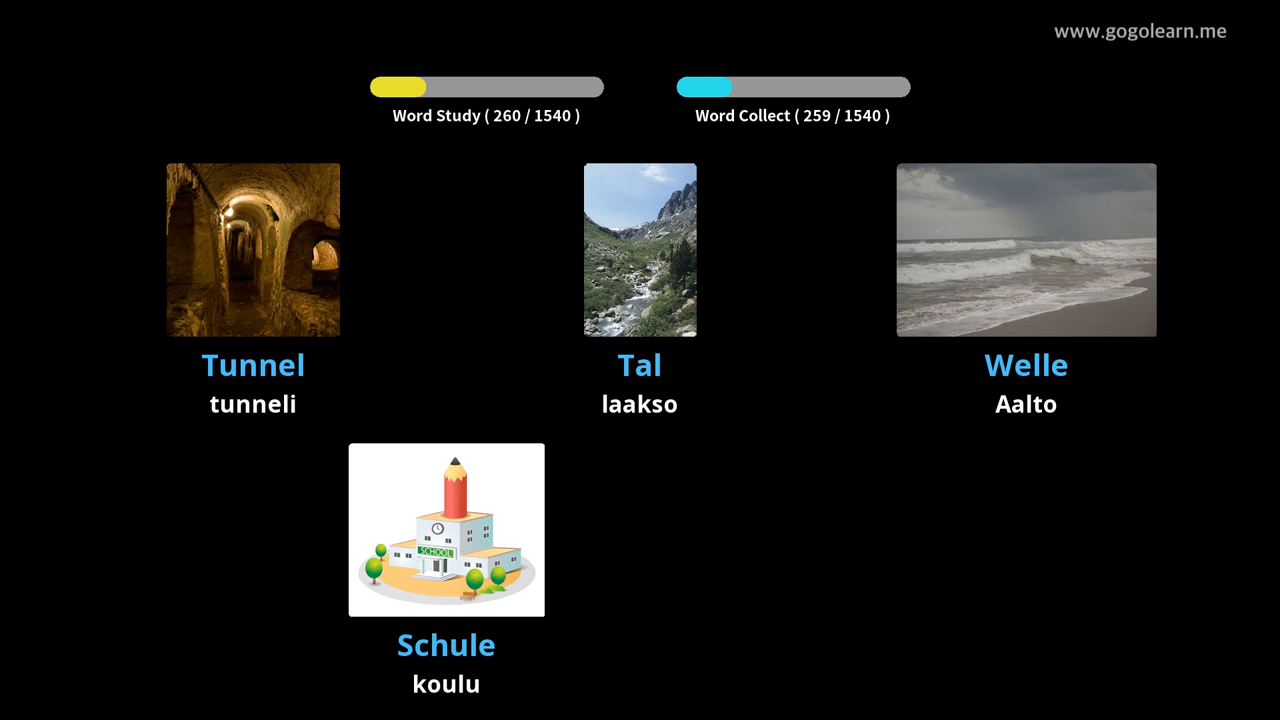 www.gogolearn.me
Word Study ( 260 / 1540 )
Word Collect ( 259 / 1540 )
Tunnel
tunneli
Tal
laakso
Welle
Aalto
SCHOOL
Schule
koulu